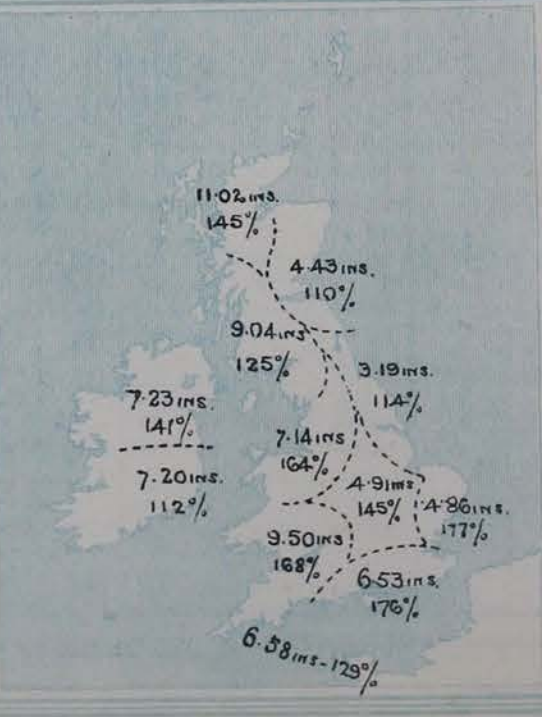 11·02 INS.
145%
4·43 INS.
110%
9·04 INS
125%
3·19 INS.
114%
7·23 INS.
141%
7·14 INS
164%
7·20 INS.
112%
4·91 INS
145%
4·86 INS.
177%
9·50 INS
168%
6·53 INS.
176%
6·58 INS - 129%